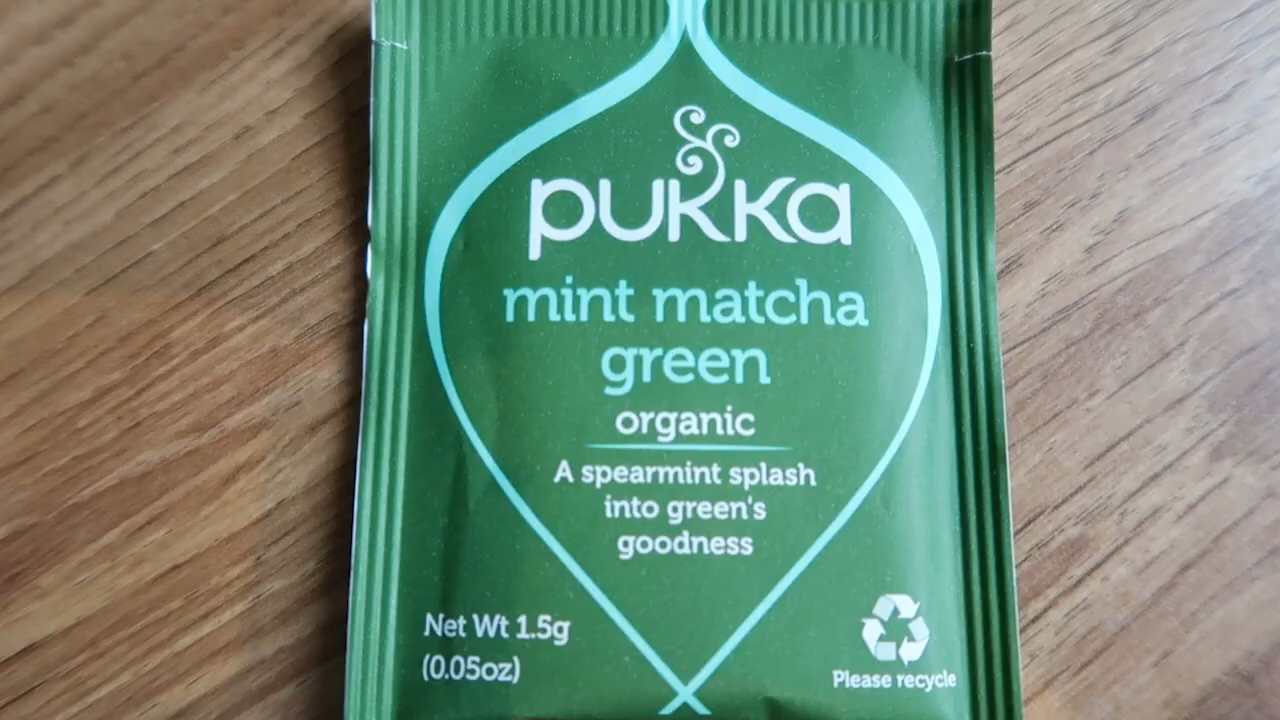 pukka
mint matcha
green
organic
A spearmint splash
into green's
goodness
Net Wt 1.5g
(0.05oz)
Please recycle